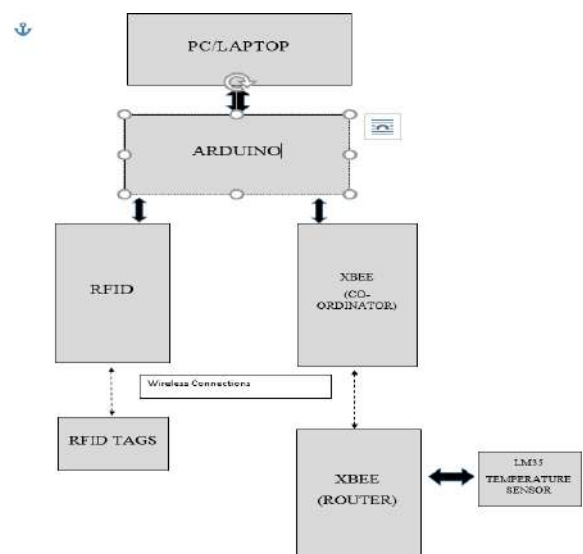 PC/LAPTOP
ARDUINO
RFID
XBEE
(CO-
ORDINATOR)
Wireless Connections
RFID TAGS
XBEE
(ROUTER)
LM35
TEMPERATURE
SENSOR